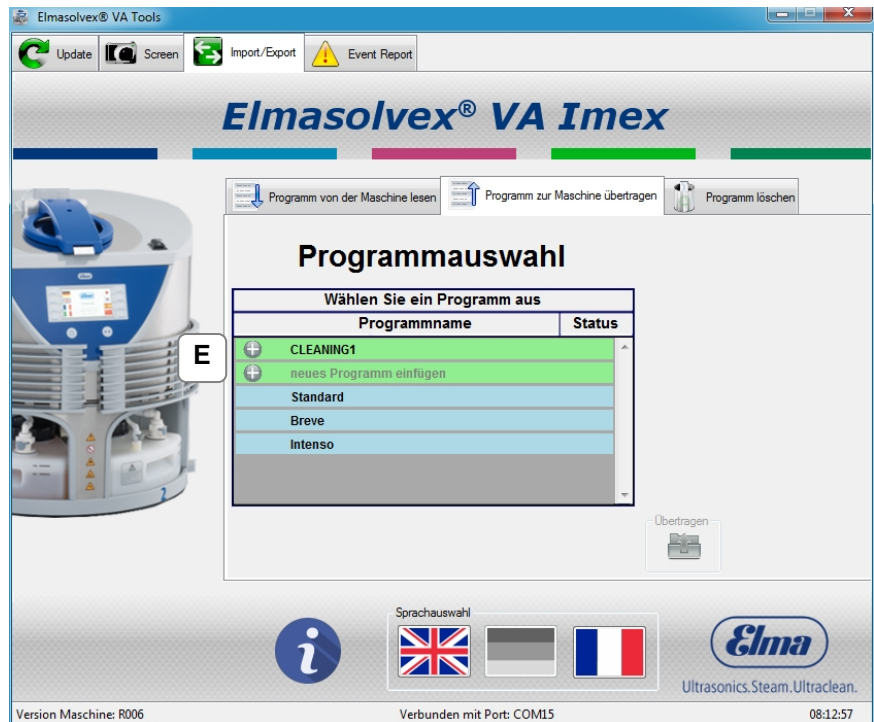 Elmasolvex® VA Tools
Update Screen Import/Export Event Report
Elmasolvex® VA Imex
Programm von der Maschine lesen Programm zur Maschine übertragen Programm löschen
Programmauswahl
Wählen Sie ein Programm aus
Programmname Status
E
CLEANING1
neues Programm einfügen
Standard
Breve
Intenso
2
Übertragen
Sprachauswahl
i
Elma
Ultrasonics.Steam.Ultraclean.
Version Maschine: R006 Verbunden mit Port: COM15 08:12:57